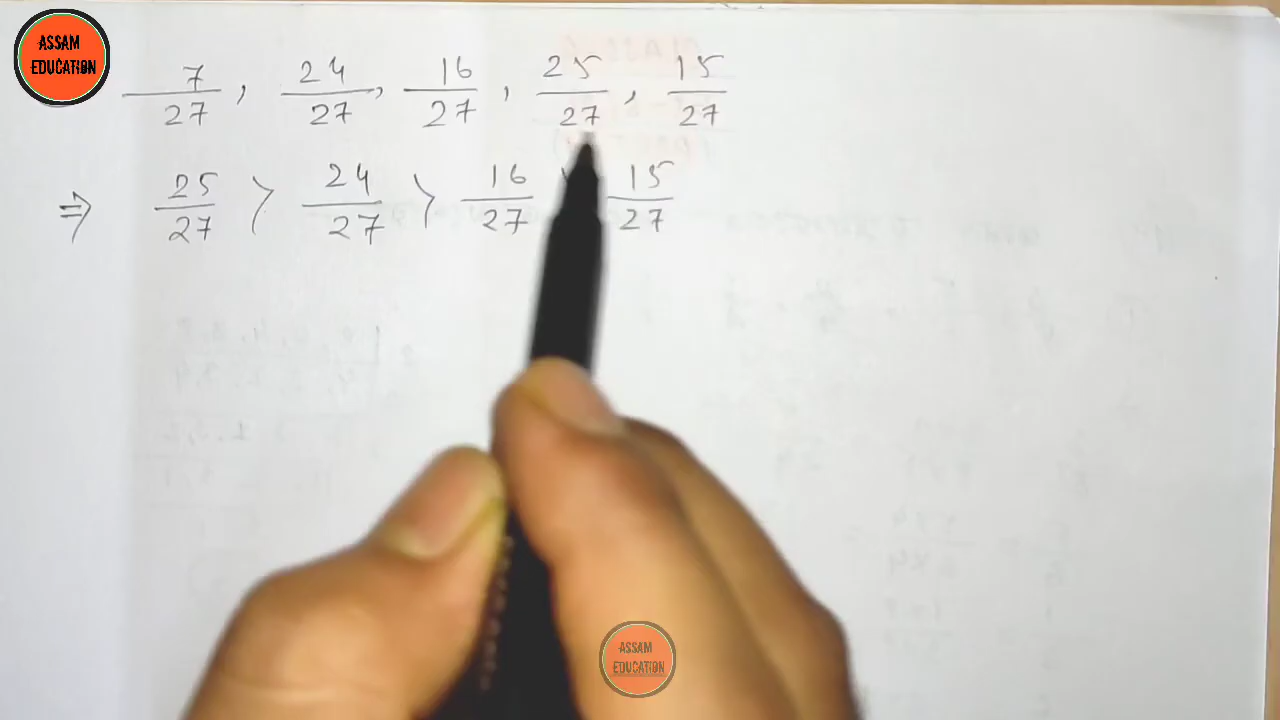 ASSAM
EDUCATION
7/27, 24/27, 16/27, 25/27, 15/27
⇒ 25/27 > 24/27 > 16/27 15/27
ASSAM
EDUCATION